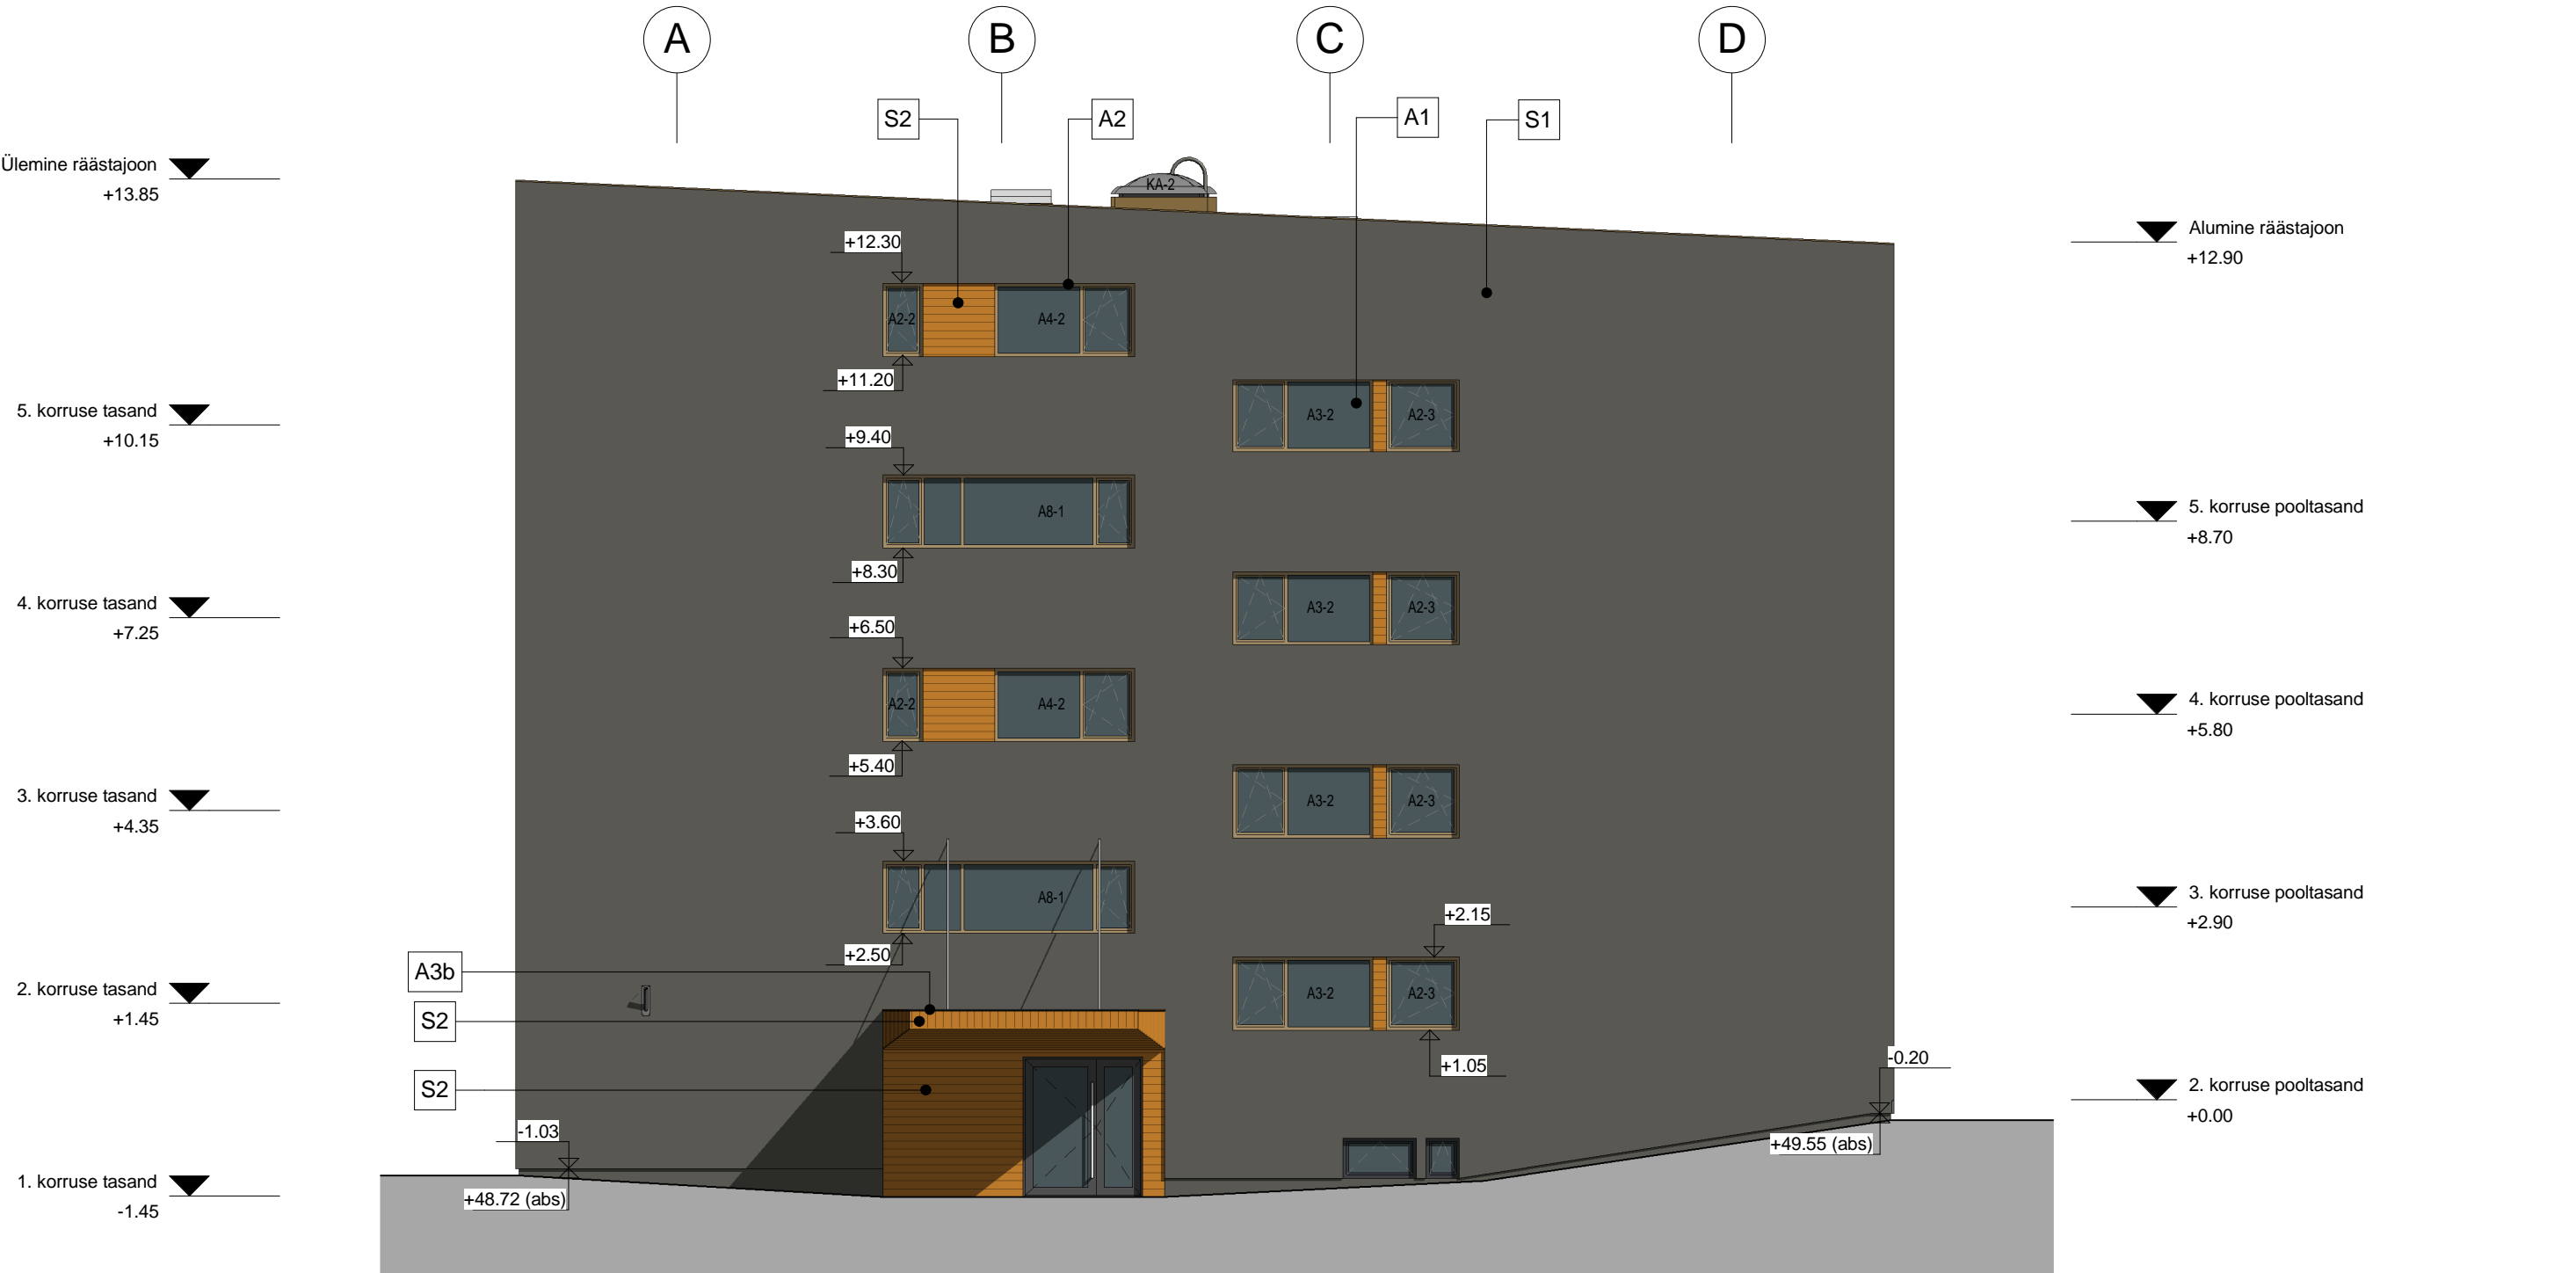 A
B
C
D
S2
A2
A1
S1
Ülemine räästajoon
+13.85
KA-2
Alumine räästajoon
+12.90
+12.30
A2-2
A4-2
+11.20
A3-2
A2-3
5. korruse tasand
+10.15
+9.40
A8-1
5. korruse pooltasand
+8.70
+8.30
4. korruse tasand
+7.25
A3-2
A2-3
+6.50
A2-2
A4-2
4. korruse pooltasand
+5.80
+5.40
3. korruse tasand
+4.35
A3-2
A2-3
+3.60
A8-1
3. korruse pooltasand
+2.90
+2.15
+2.50
A3b
2. korruse tasand
+1.45
A3-2
A2-3
S2
+1.05
-0.20
S2
2. korruse pooltasand
+0.00
-1.03
+49.55 (abs)
1. korruse tasand
-1.45
+48.72 (abs)